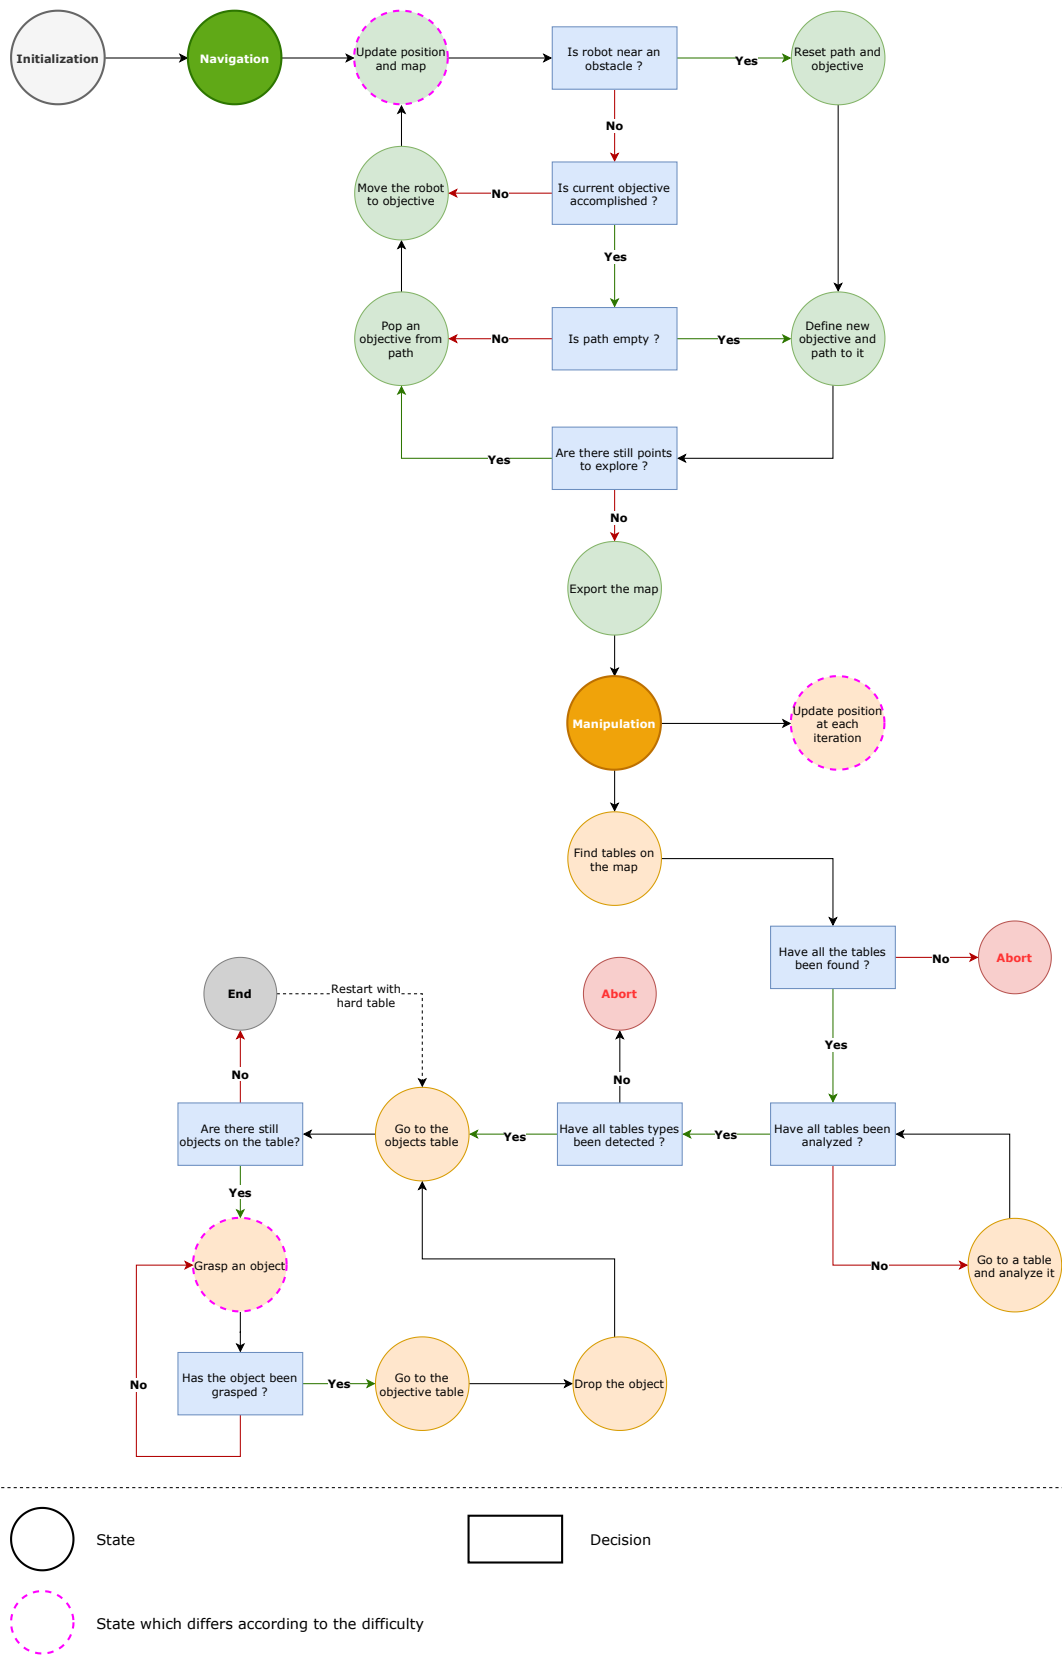 Initialization
Navigation
Update position
and map
Is robot near an
obstacle ?
Yes
Reset path and
objective
No
Move the robot
to objective
No
Is current objective
accomplished ?
Yes
Pop an
objective from
path
No
Is path empty ?
Yes
Define new
objective and
path to it
Yes
Are there still points
to explore ?
No
Export the map
Manipulation
Update position
at each
iteration
Find tables on
the map
Have all the tables
been found ?
No
Abort
End
Restart with
hard table
Abort
Yes
No
No
Are there still
objects on the table?
Go to the
objects table
Yes
Have all tables types
been detected ?
Yes
Have all tables been
analyzed ?
Yes
Grasp an object
No
Go to a table
and analyze it
No
Has the object been
grasped ?
Yes
Go to the
objective table
Drop the object
State
Decision
State which differs according to the difficulty